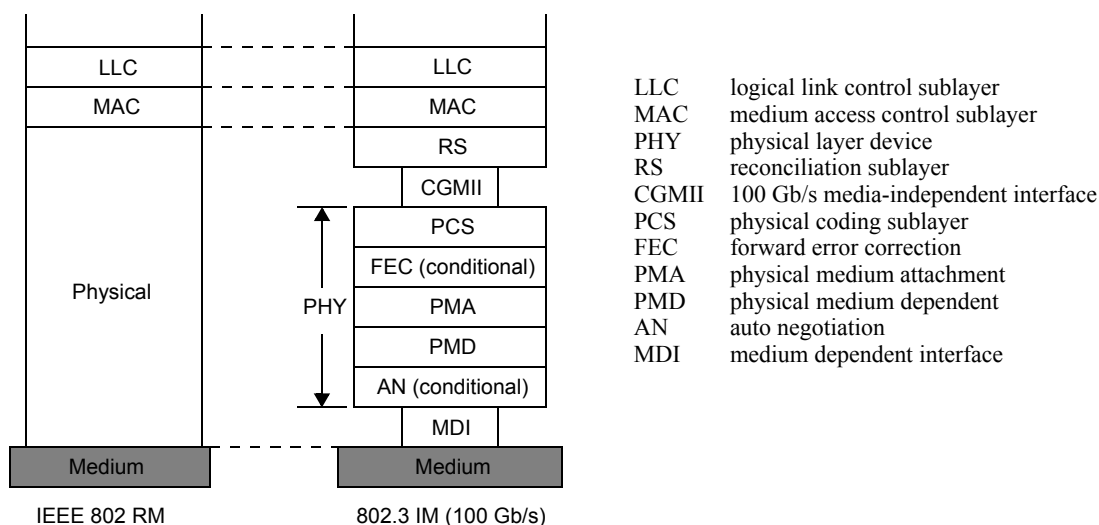 LLC
MAC
Physical
Medium
IEEE 802 RM
LLC
MAC
RS
CGMII
PHY
PCS
FEC (conditional)
PMA
PMD
AN (conditional)
MDI
Medium
802.3 IM (100 Gb/s)
LLC logical link control sublayer
MAC medium access control sublayer
PHY physical layer device
RS reconciliation sublayer
CGMII 100 Gb/s media-independent interface
PCS physical coding sublayer
FEC forward error correction
PMA physical medium attachment
PMD physical medium dependent
AN auto negotiation
MDI medium dependent interface